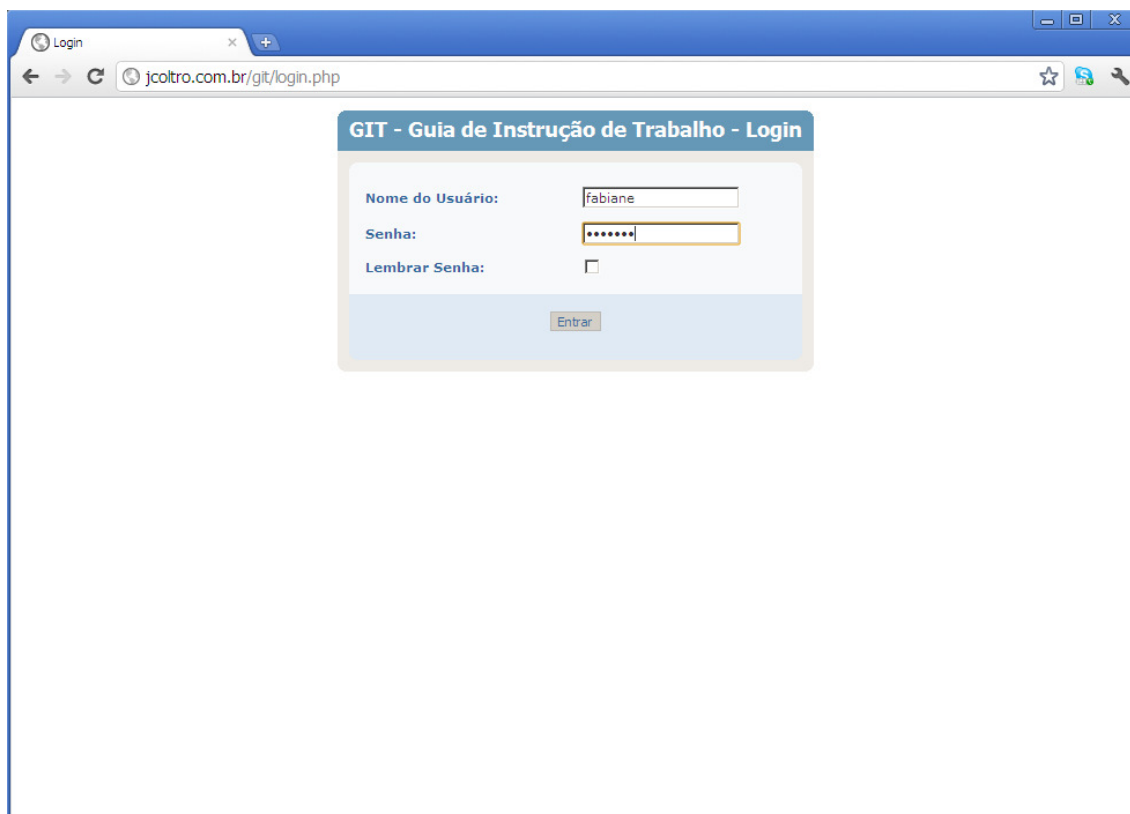 Login
jcoltro.com.br/git/login.php
GIT - Guia de Instrução de Trabalho - Login
Nome do Usuário: fabiane
Senha: •••••••
Lembrar Senha:
Entrar